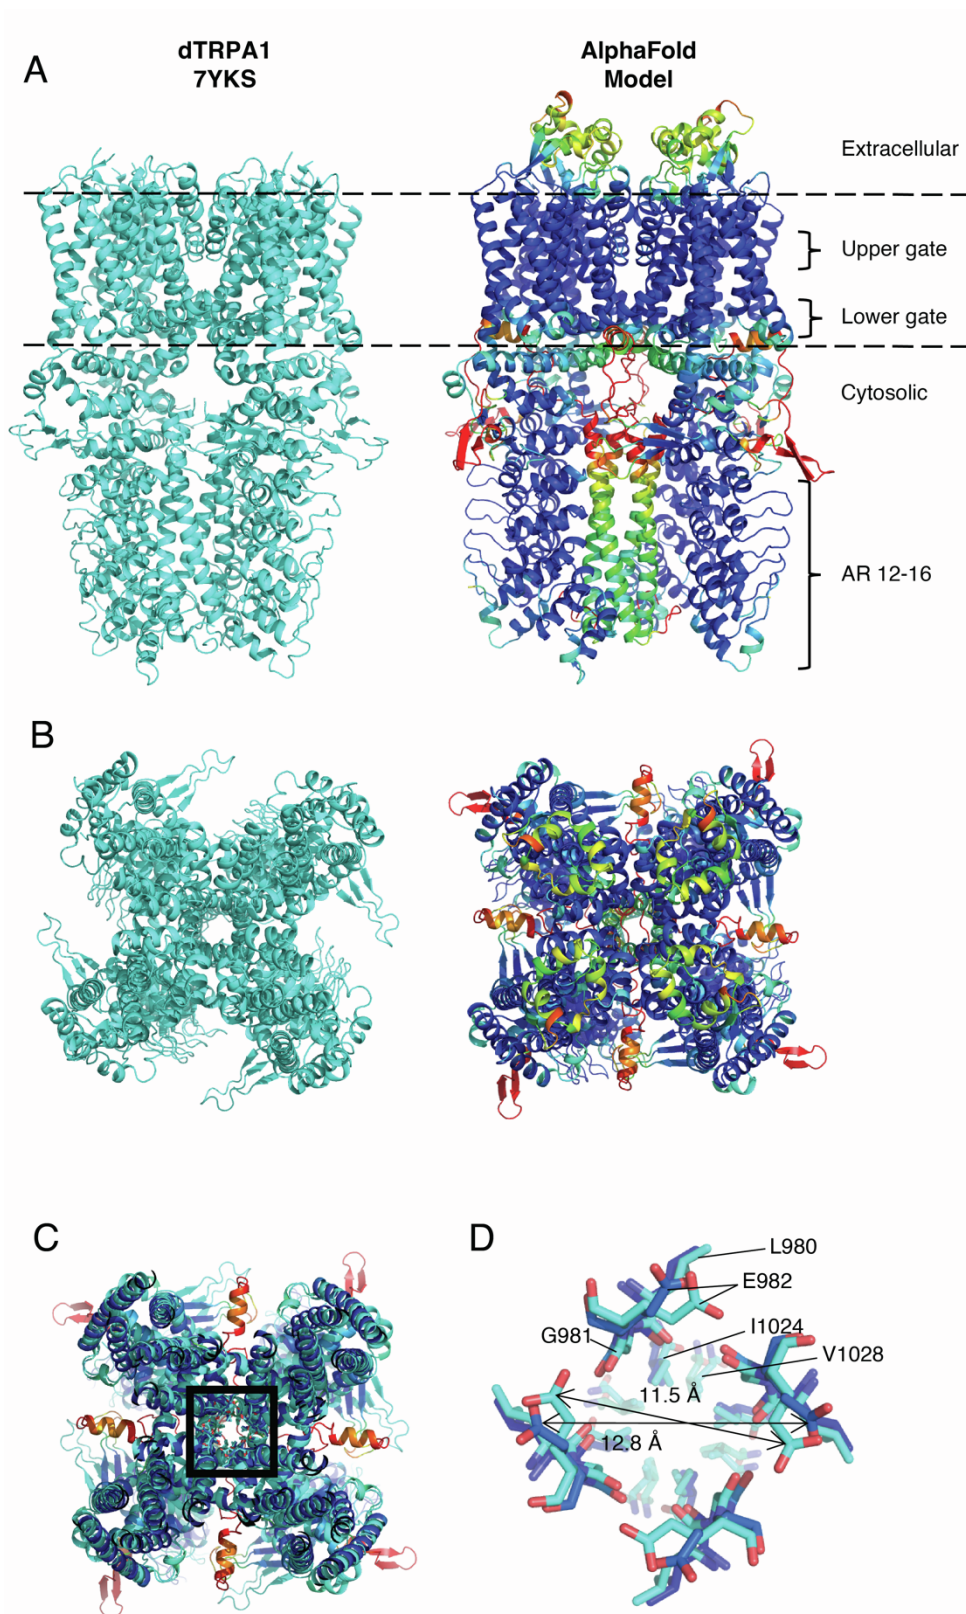 dTRPA1
7YKS
AlphaFold
Model
A
Extracellular
Upper gate
Lower gate
Cytosolic
AR 12-16
B
C
D
L980
E982
G981
I1024
V1028
11.5 Å
12.8 Å